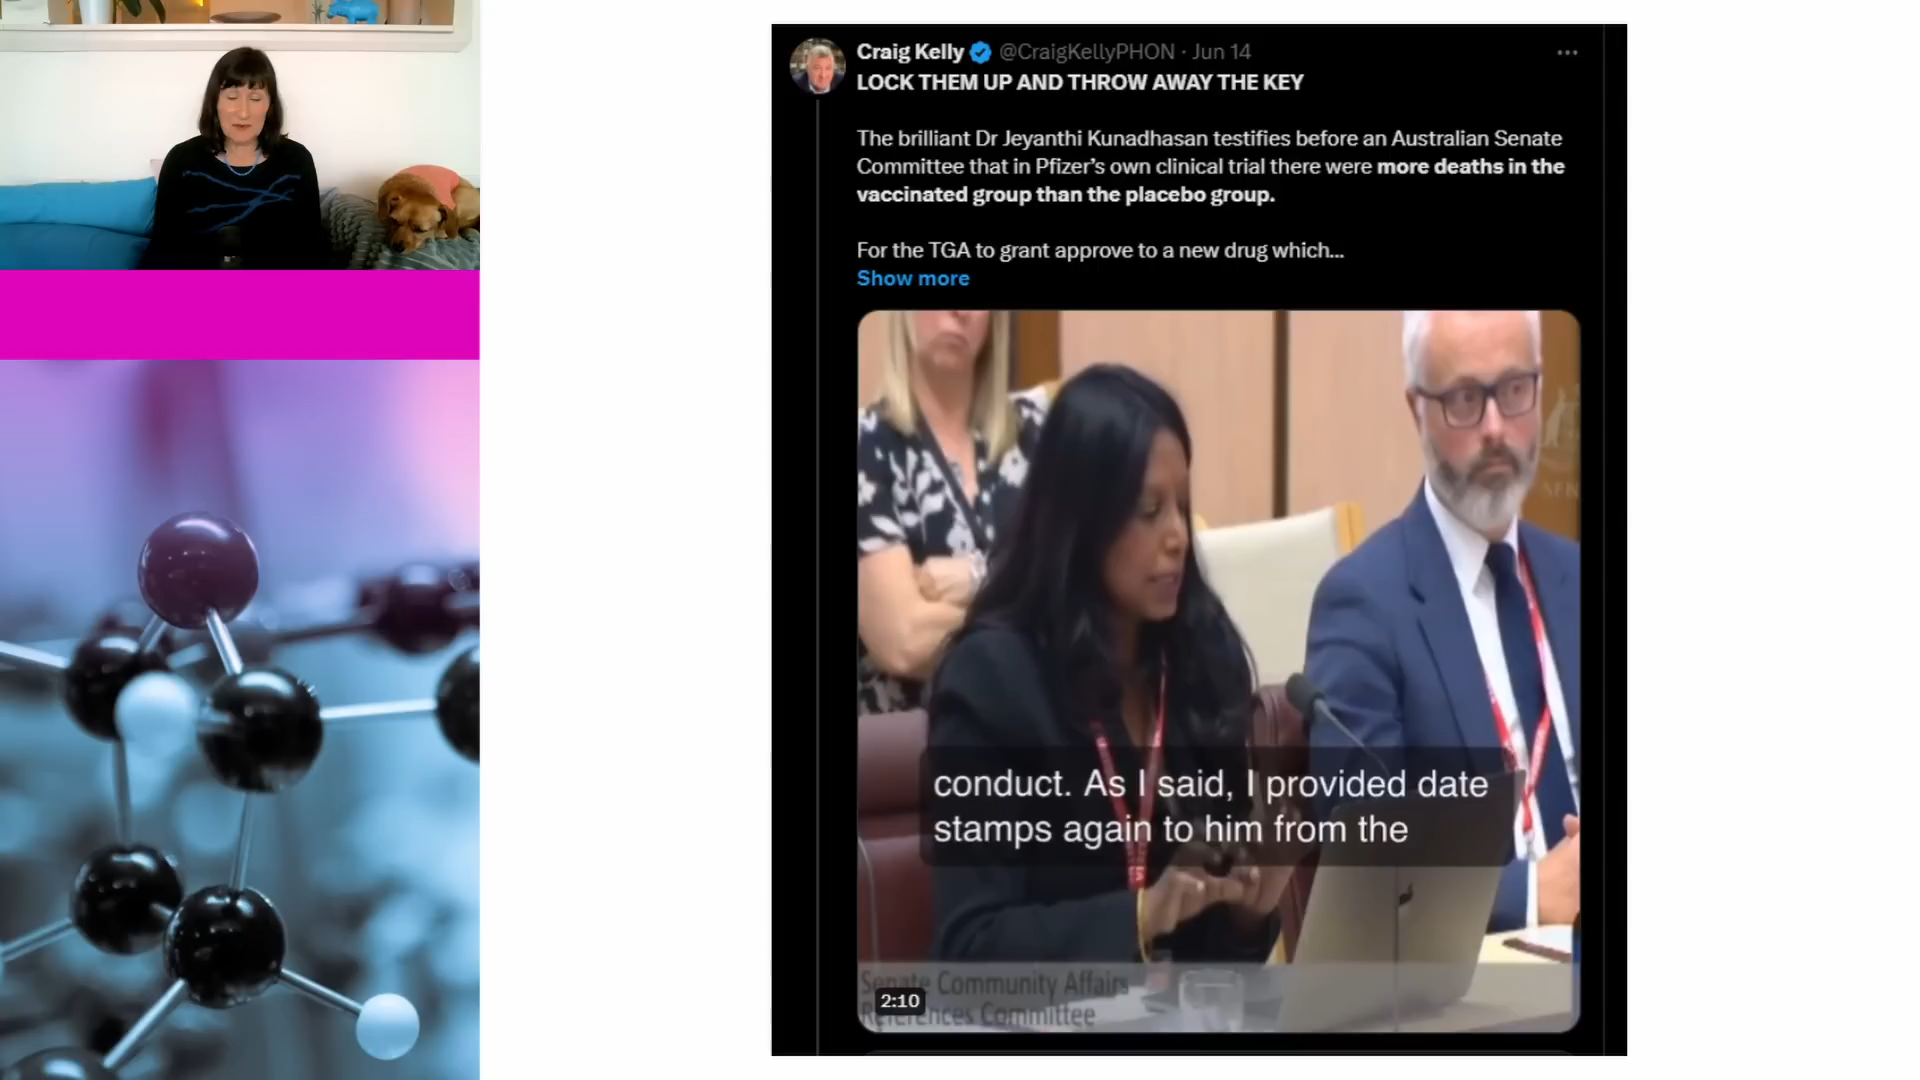 Craig Kelly @CraigKellyPHON · Jun 14
LOCK THEM UP AND THROW AWAY THE KEY
The brilliant Dr Jeyanthi Kunadhasan testifies before an Australian Senate
Committee that in Pfizer's own clinical trial there were more deaths in the
vaccinated group than the placebo group.
For the TGA to grant approve to a new drug which...
Show more
SEN
conduct. As I said, I provided date
stamps again to him from the
Senate Community Affairs
References Committee
2:10